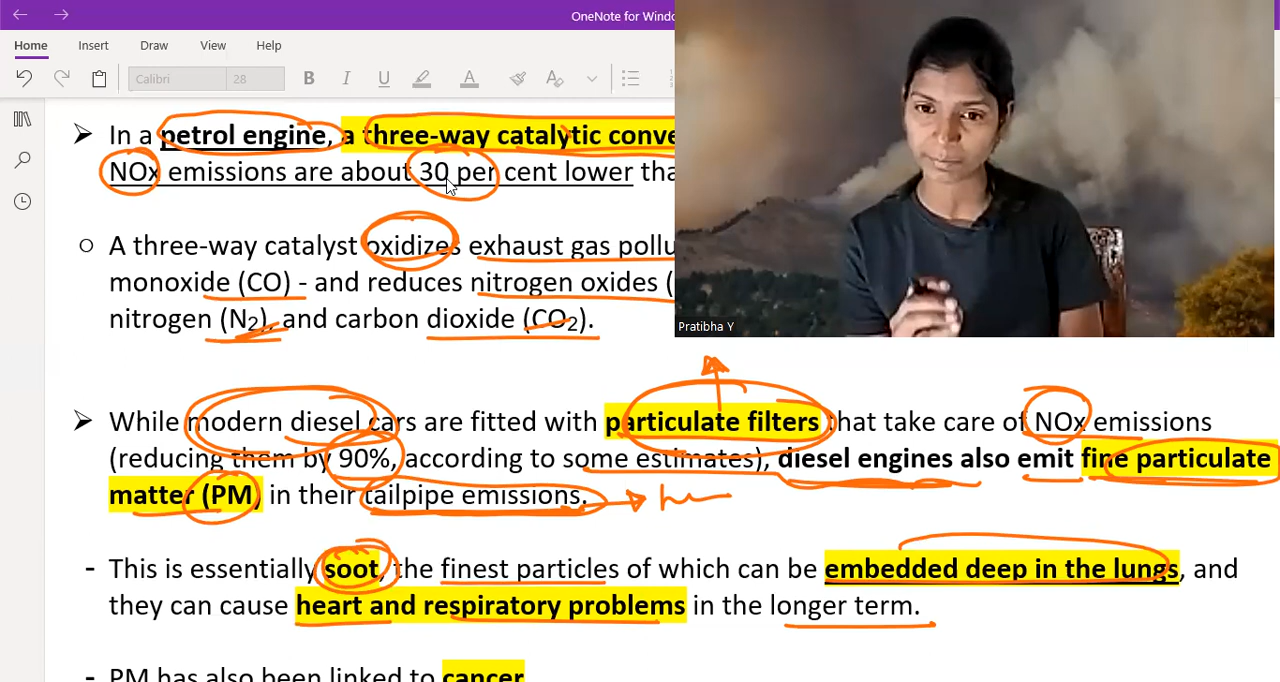 OneNote for Windo
Home Insert Draw View Help
Calibri 28 B I U A A
In a petrol engine, a three-way catalytic conve
NOx emissions are about 30 per cent lower tha
A three-way catalyst oxidizes exhaust gas pollu
monoxide (CO) - and reduces nitrogen oxides (
nitrogen (N2), and carbon dioxide (CO2).
Pratibha Y
While modern diesel cars are fitted with particulate filters that take care of NOx emissions
(reducing them by 90%, according to some estimates), diesel engines also emit fine particulate
matter (PM) in their tailpipe emissions.
- This is essentially soot, the finest particles of which can be embedded deep in the lungs, and
they can cause heart and respiratory problems in the longer term.
- PM has also been linked to cancer